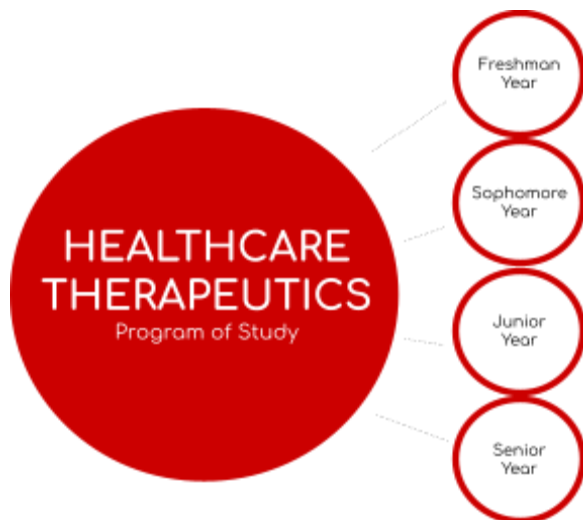 HEALTHCARE
THERAPEUTICS
Program of Study
Freshman
Year
Sophomore
Year
Junior
Year
Senior
Year